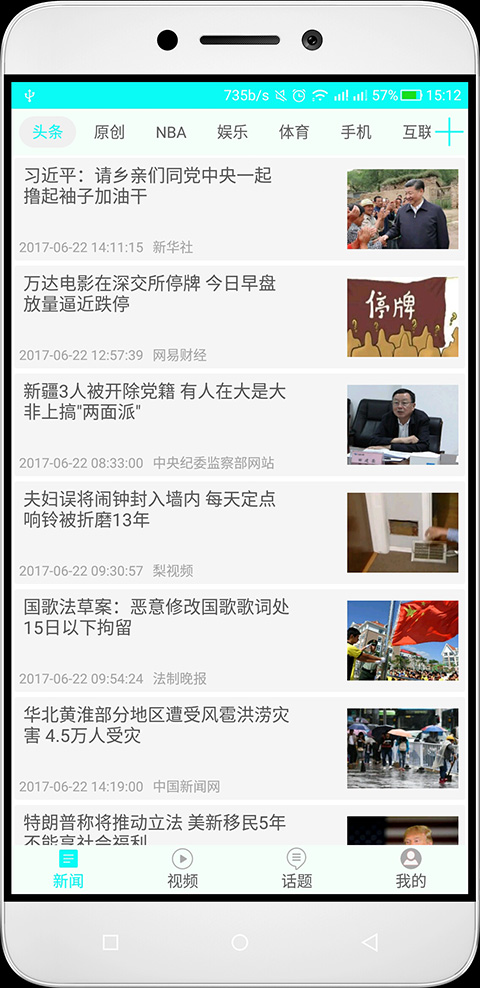 735b/s 57% 15:12
头条 原创 NBA 娱乐 体育 手机 互联
习近平：请乡亲们同党中央一起
撸起袖子加油干
2017-06-22 14:11:15 新华社
万达电影在深交所停牌 今日早盘
放量逼近跌停
停牌
2017-06-22 12:57:39 网易财经
新疆3人被开除党籍 有人在大是大
非上搞"两面派"
2017-06-22 08:33:00 中央纪委监察部网站
夫妇误将闹钟封入墙内 每天定点
响铃被折磨13年
2017-06-22 09:30:57 梨视频
国歌法草案：恶意修改国歌歌词处
15日以下拘留
2017-06-22 09:54:24 法制晚报
华北黄淮部分地区遭受风雹洪涝灾
害 4.5万人受灾
2017-06-22 14:19:00 中国新闻网
特朗普称将推动立法 美新移民5年
不能享社会福利
新闻 视频 话题 我的